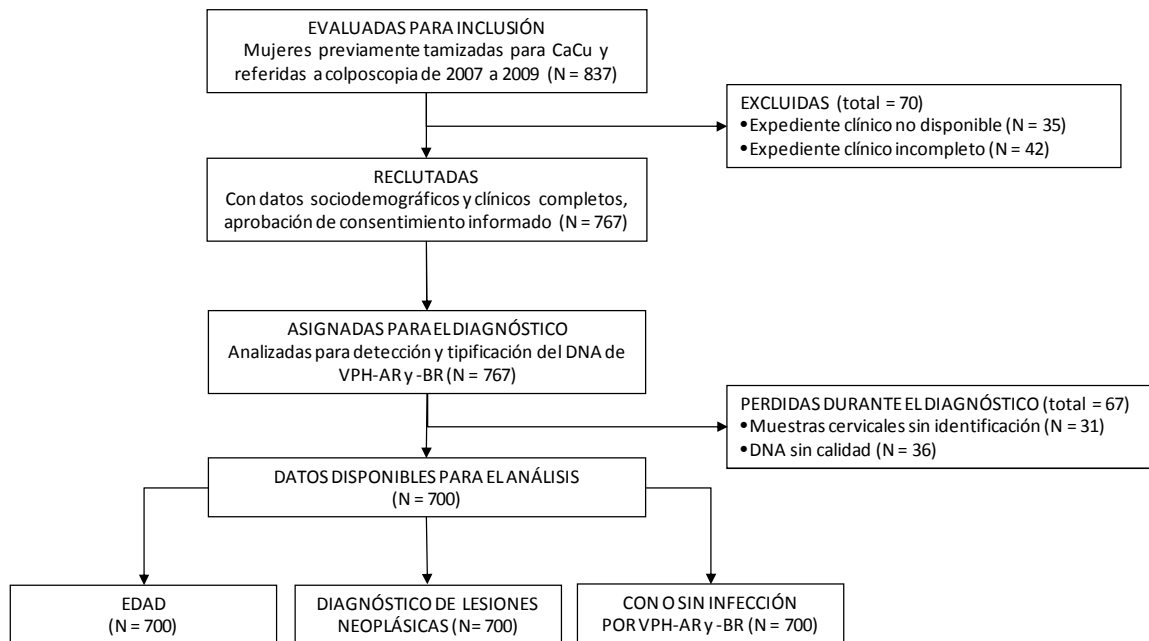 EVALUADAS PARA INCLUSIÓN
Mujeres previamente tamizadas para CaCu y
referidas a colposcopia de 2007 a 2009 (N = 837)
EXCLUIDAS (total = 70)
•Expediente clínico no disponible (N = 35)
•Expediente clínico incompleto (N = 42)
RECLUTADAS
Con datos sociodemográficos y clínicos completos,
aprobación de consentimiento informado (N = 767)
ASIGNADAS PARA EL DIAGNÓSTICO
Analizadas para detección y tipificación del DNA de
VPH-AR y -BR (N = 767)
PERDIDAS DURANTE EL DIAGNÓSTICO (total = 67)
•Muestras cervicales sin identificación (N = 31)
•DNA sin calidad (N = 36)
DATOS DISPONIBLES PARA EL ANÁLISIS
(N = 700)
EDAD
(N = 700)
DIAGNÓSTICO DE LESIONES
NEOPLÁSICAS (N= 700)
CON O SIN INFECCIÓN
POR VPH-AR y -BR (N = 700)